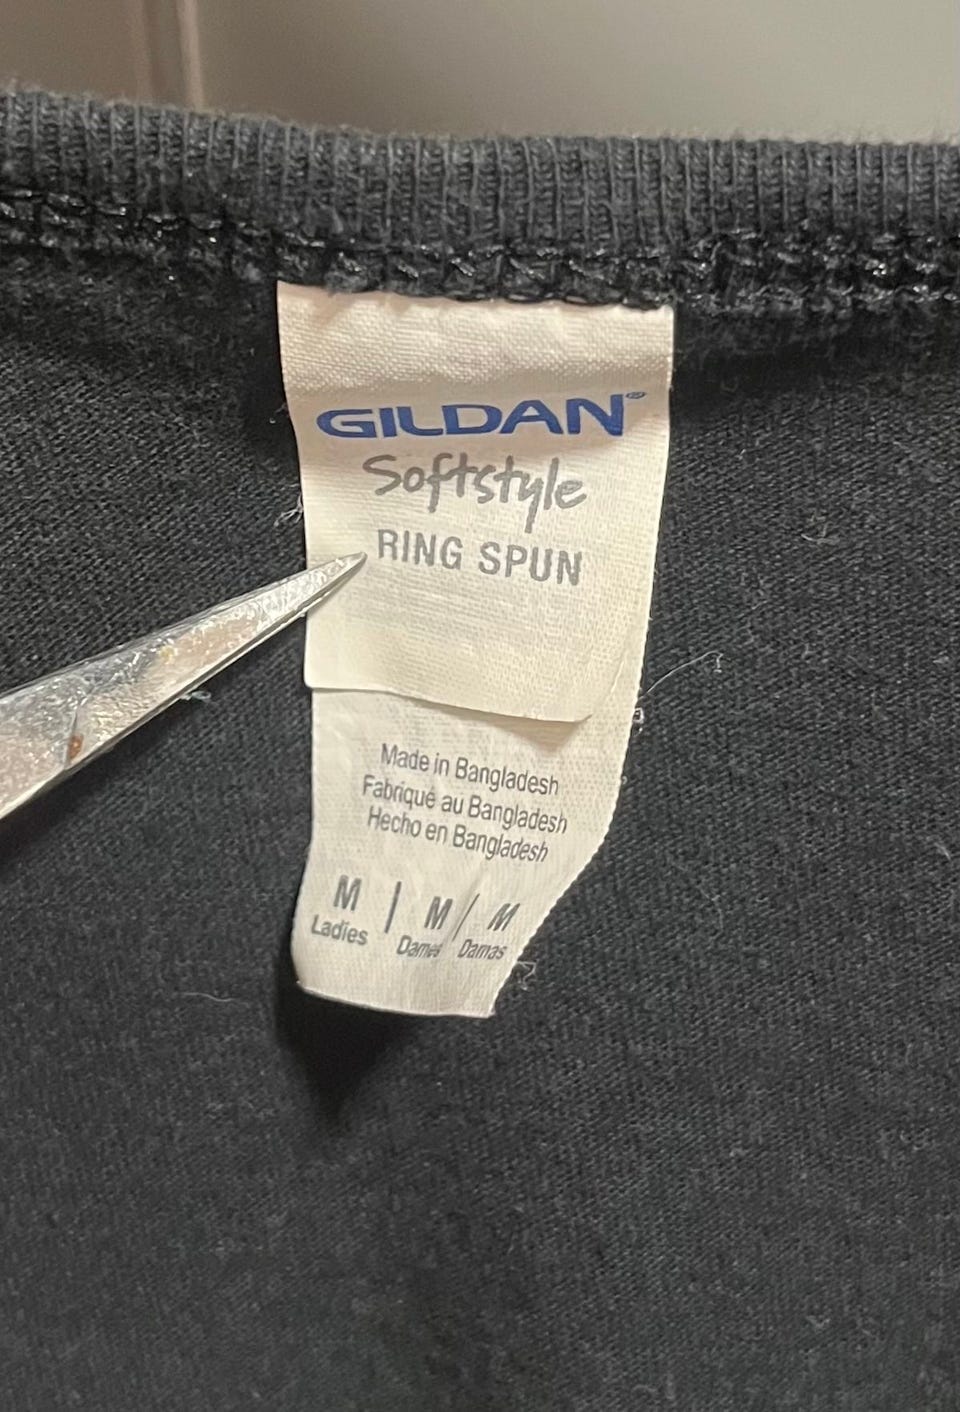 GILDAN®
Softstyle
RING SPUN
Made in Bangladesh
Fabriqué au Bangladesh
Hecho en Bangladesh
M | M / M
Ladies Dames Damas